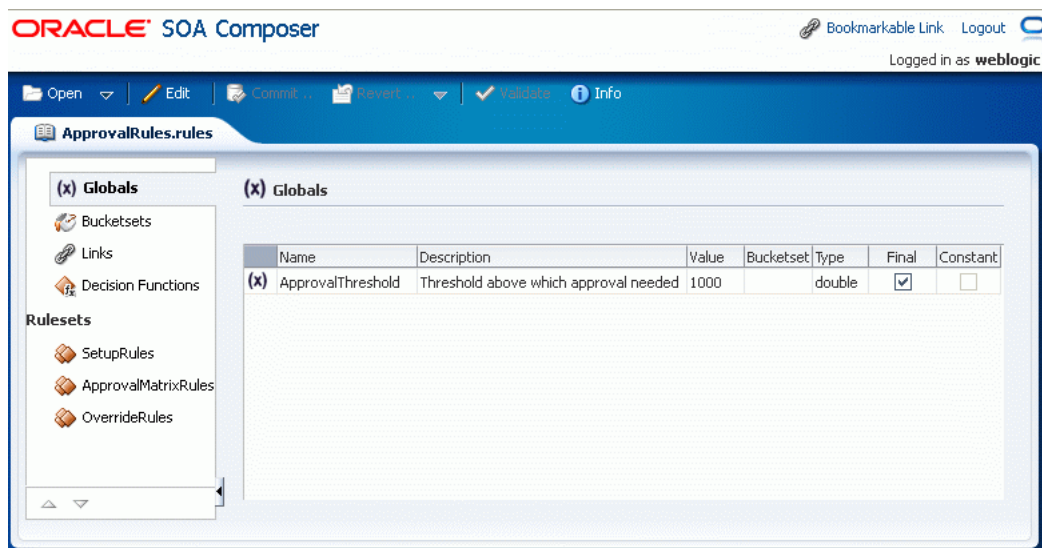 ORACLE SOA Composer
Bookmarkable Link Logout
Logged in as weblogic
Open Edit Commit .. Revert .. Validate Info
ApprovalRules.rules
(x) Globals
Bucketsets
Links
Decision Functions
Rulesets
SetupRules
ApprovalMatrixRules
OverrideRules
(x) Globals
Name Description Value Bucketset Type Final Constant
(x) ApprovalThreshold Threshold above which approval needed 1000 double